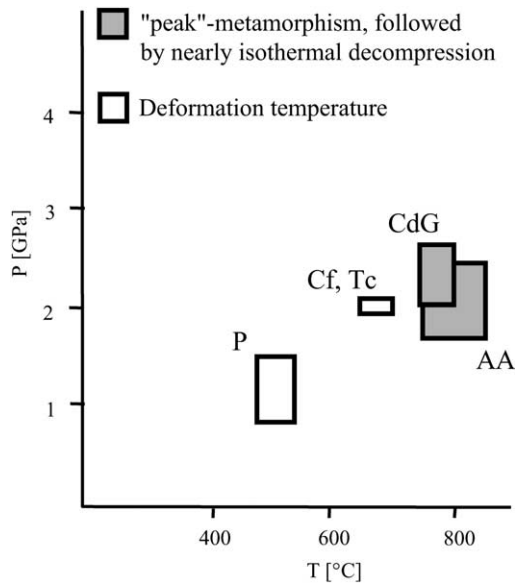 "peak"-metamorphism, followed
by nearly isothermal decompression
Deformation temperature
4
3
2
1
P [GPa]
CdG
Cf, Tc
P
AA
400
600
800
T [°C]